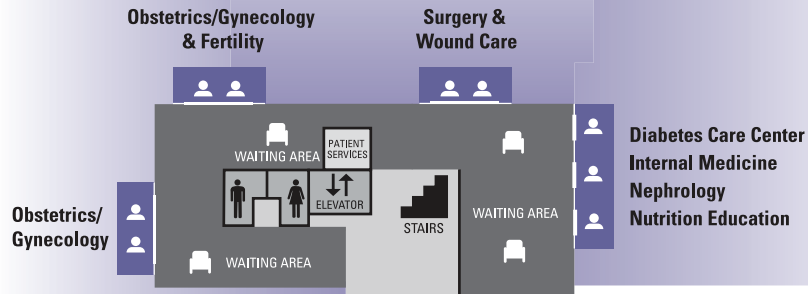 Obstetrics/Gynecology
& Fertility
Surgery &
Wound Care
PATIENT
SERVICES
WAITING AREA
ELEVATOR
STAIRS
WAITING AREA
WAITING AREA
Obstetrics/
Gynecology
Diabetes Care Center
Internal Medicine
Nephrology
Nutrition Education